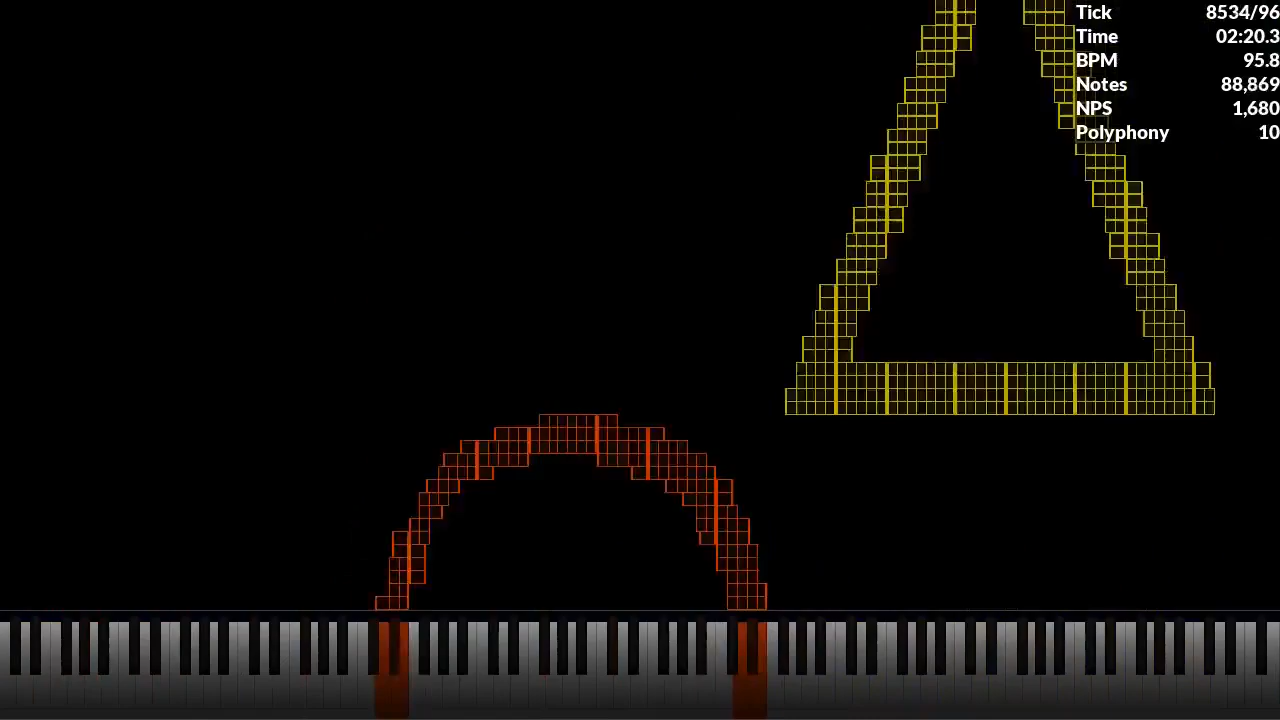 Tick 8534/96
Time 02:20.3
BPM 95.8
Notes 88,869
NPS 1,680
Polyphony 10